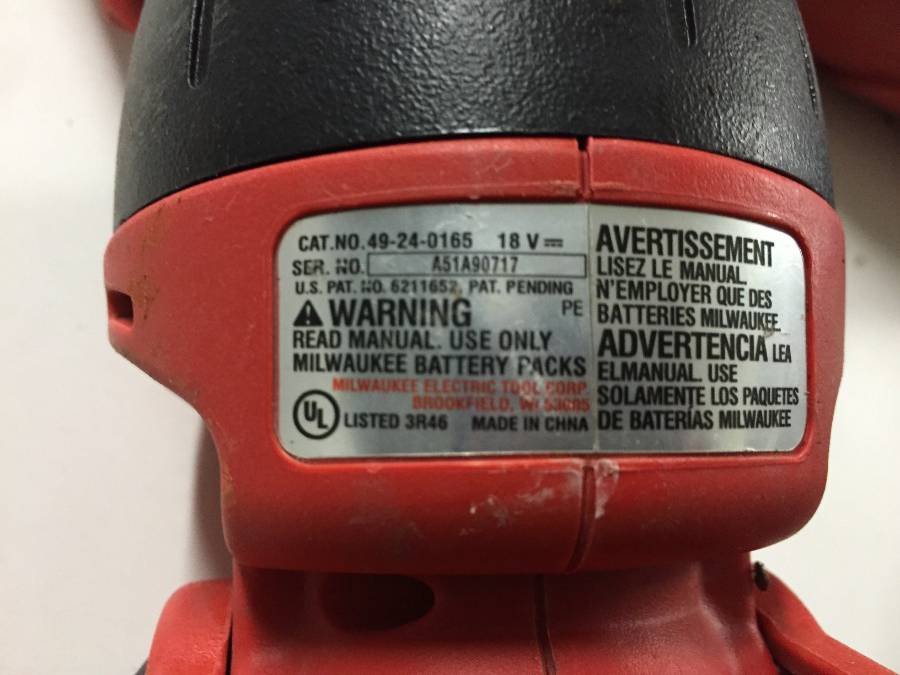 CAT.NO. 49-24-0165 18 V
SER. NO. A51A90717
U.S. PAT. NO. 6211652, PAT. PENDING
WARNING PE
READ MANUAL. USE ONLY
MILWAUKEE BATTERY PACKS
MILWAUKEE ELECTRIC TOOL CORP.
BROOKFIELD, WI 53005
UL LISTED 3R46 MADE IN CHNA
AVERTISSEMENT
LISEZ LE MANUAL.
N'EMPLOYER QUE DES
BATTERIES MILWAUKEE.
ADVERTENCIA LEA
ELMANUAL. USE
SOLAMENTE LOS PAQUETES
DE BATERÍAS MILWAUKEE